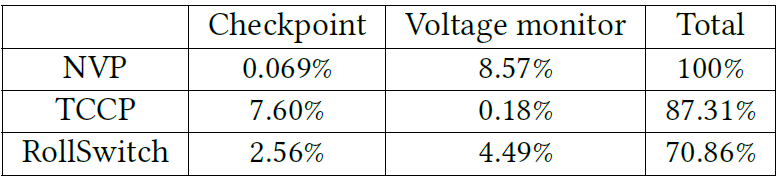 Checkpoint Voltage monitor Total
NVP 0.069% 8.57% 100%
TCCP 7.60% 0.18% 87.31%
RollSwitch 2.56% 4.49% 70.86%